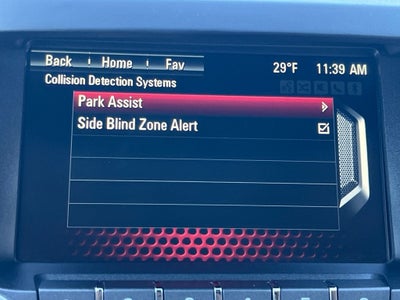 Back Home Fav 29°F 11:39 AM
Collision Detection Systems
Park Assist
Side Blind Zone Alert